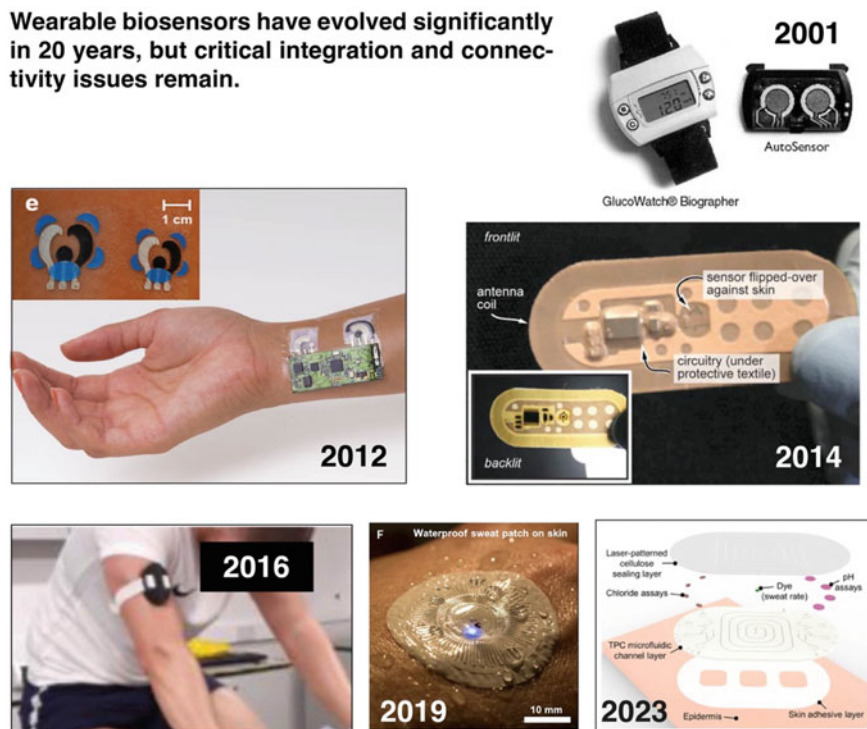 Wearable biosensors have evolved significantly
in 20 years, but critical integration and connec-
tivity issues remain.
2001
AutoSensor
GlucoWatch® Biographer
e
1 cm
2012
frontlit
antenna
coil
sensor flipped-over
against skin
circuitry (under
protective textile)
backlit
2014
2016
F
Waterproof sweat patch on skin
2019
10 mm
Laser-patterned
cellulose
sealing layer
Chloride assays
Dye
(sweat rate)
pH
assays
TPC microfluidic
channel layer
2023
Epidermis
Skin adhesive layer